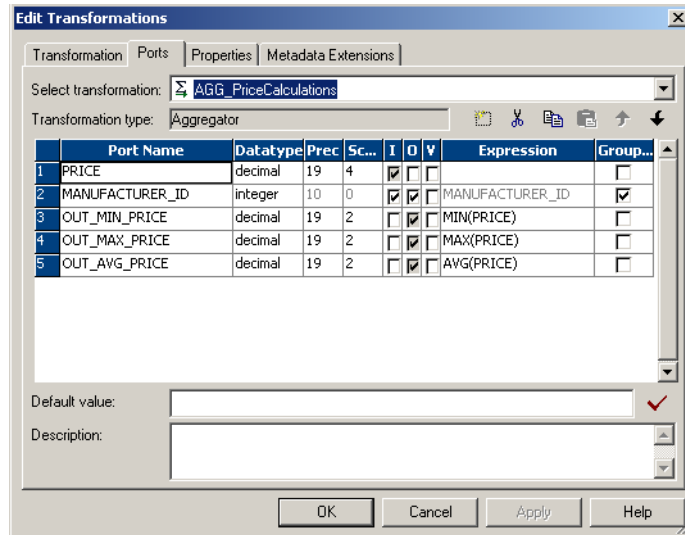 Edit Transformations
Transformation Ports Properties Metadata Extensions
Select transformation: AGG_PriceCalculations
Transformation type: Aggregator
Port Name Datatype Prec Sc... I O V Expression Group...
1 PRICE decimal 19 4
2 MANUFACTURER_ID integer 10 0 MANUFACTURER_ID
3 OUT_MIN_PRICE decimal 19 2 MIN(PRICE)
4 OUT_MAX_PRICE decimal 19 2 MAX(PRICE)
5 OUT_AVG_PRICE decimal 19 2 AVG(PRICE)
Default value:
Description:
OK Cancel Apply Help